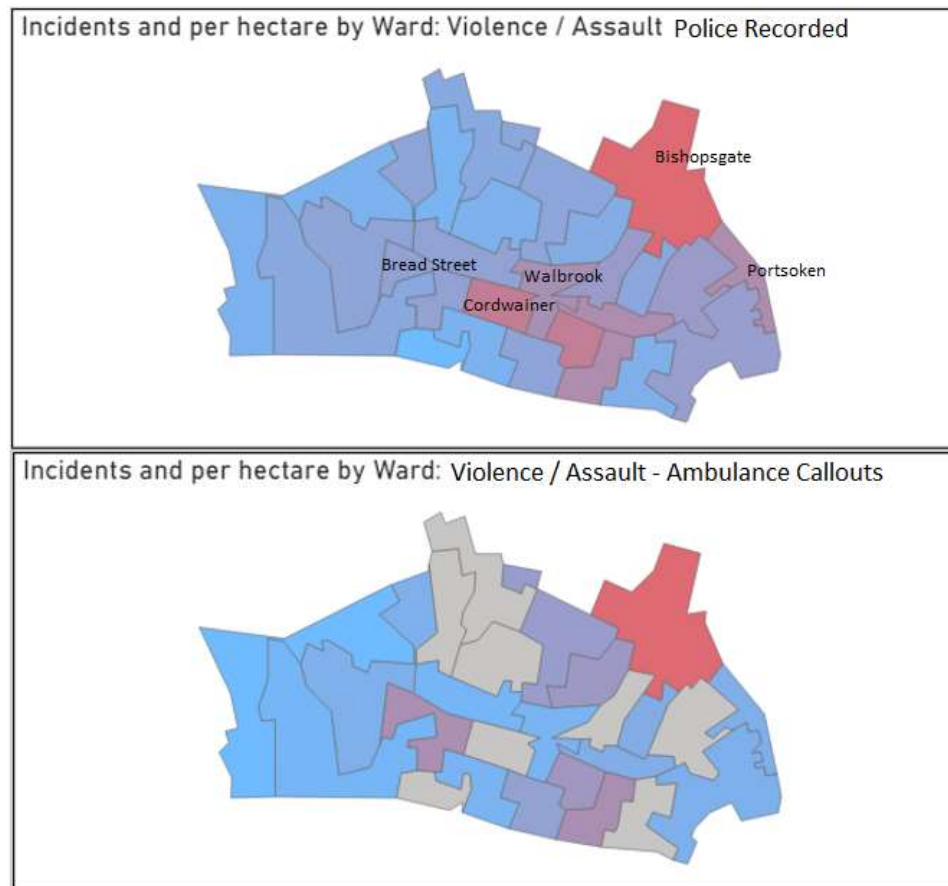 Incidents and per hectare by Ward: Violence / Assault Police Recorded
Bishopsgate
Bread Street
Walbrook
Portsoken
Cordwainer
Incidents and per hectare by Ward: Violence / Assault - Ambulance Callouts